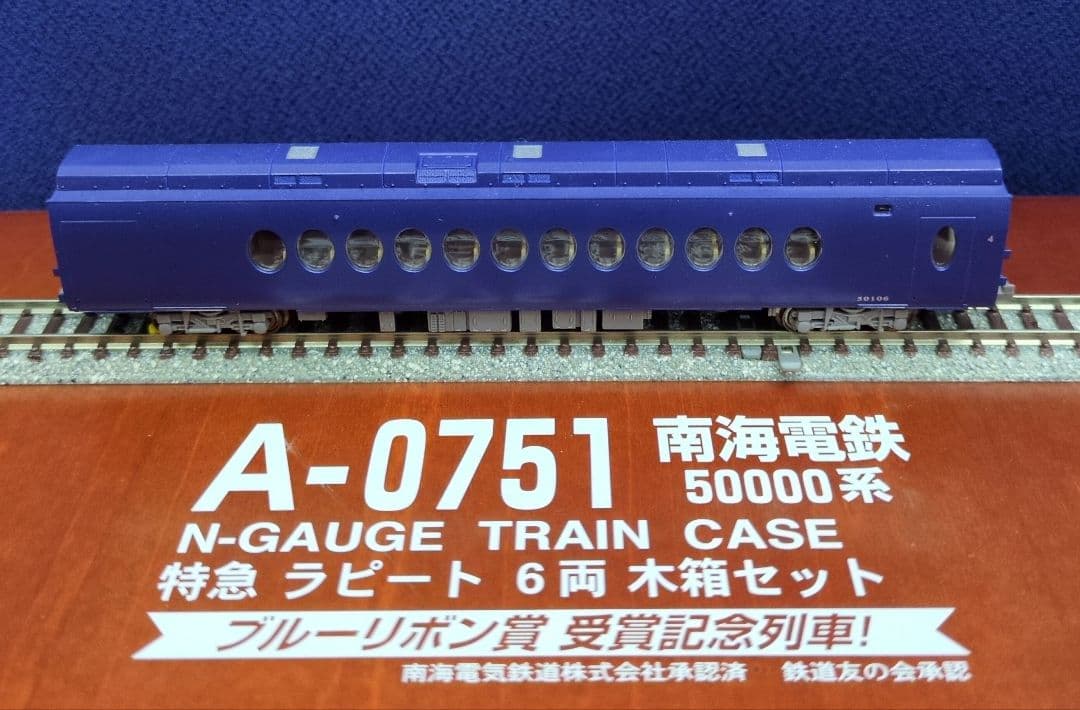 4
50106
A-0751 南海電鉄
50000系
N-GAUGE TRAIN CASE
特急 ラピート 6両 木箱セット
ブルーリボン賞 受賞記念列車!
南海電気鉄道株式会社承認済 鉄道友の会承認